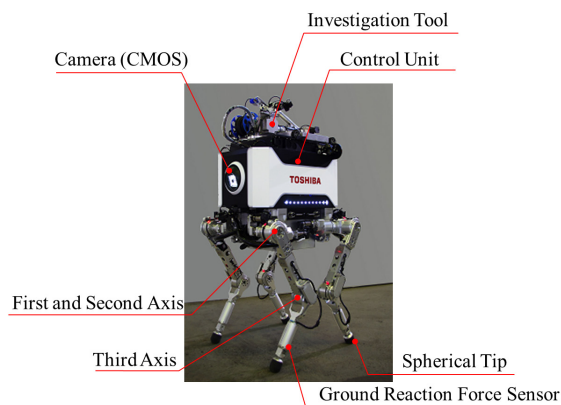 Investigation Tool
Camera (CMOS)
Control Unit
TOSHIBA
First and Second Axis
Third Axis
Spherical Tip
Ground Reaction Force Sensor